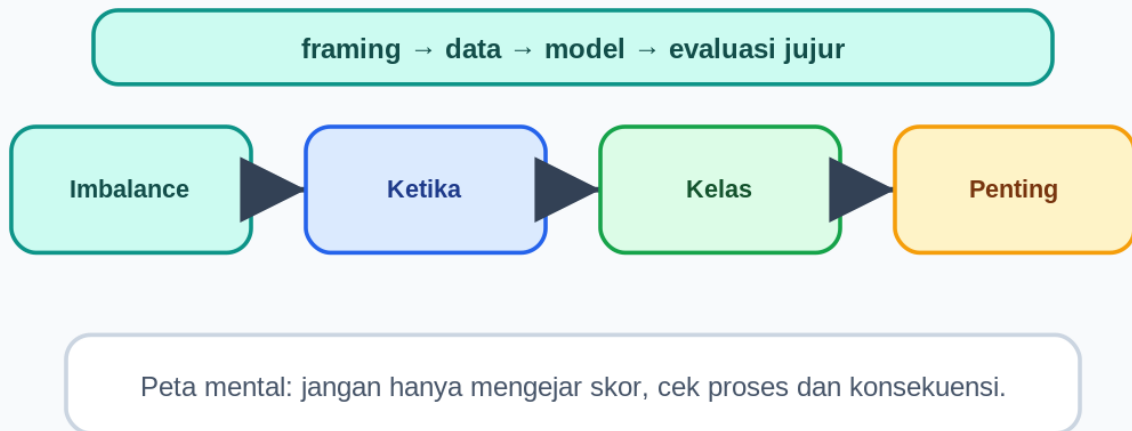 framing → data → model → evaluasi jujur
Imbalance
Ketika
Kelas
Penting
Peta mental: jangan hanya mengejar skor, cek proses dan konsekuensi.